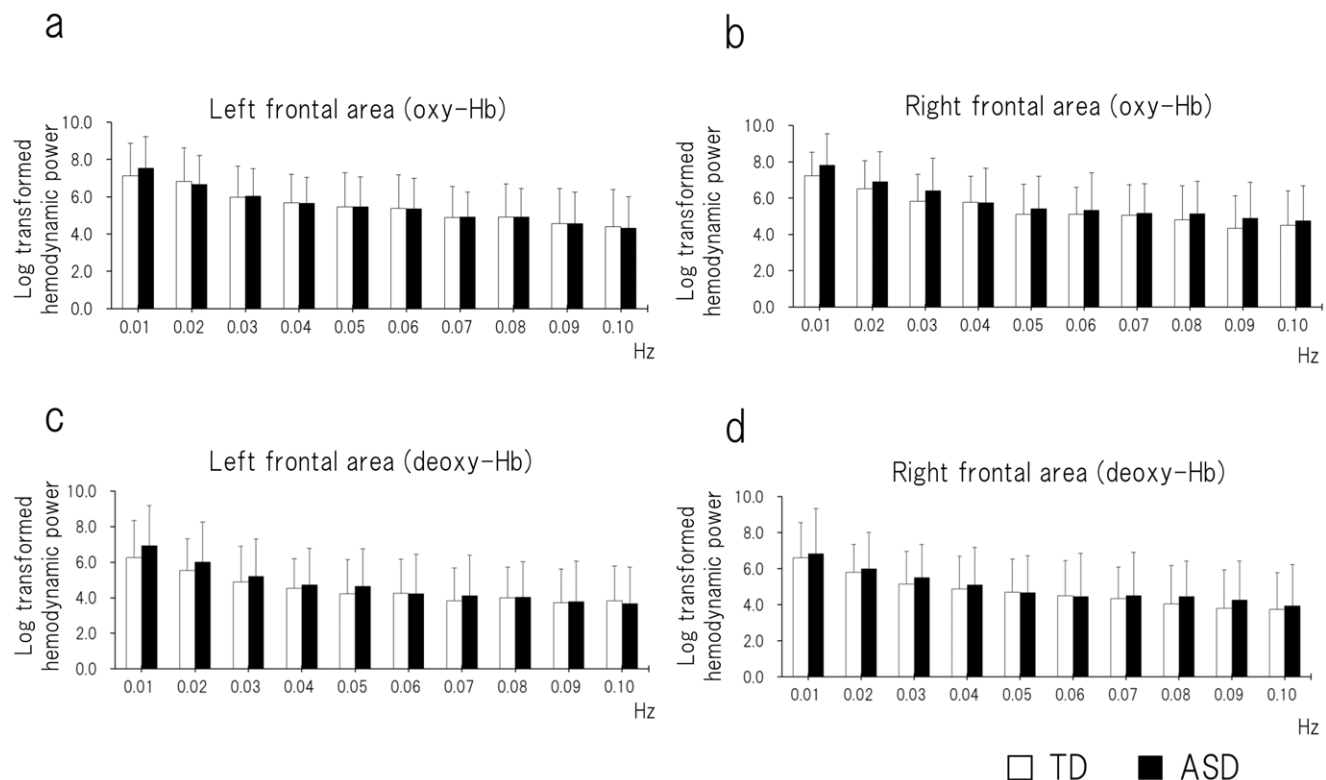 a
Left frontal area (oxy-Hb)
Log transformed
hemodynamic power
10.0
8.0
6.0
4.0
2.0
0.0
0.01 0.02 0.03 0.04 0.05 0.06 0.07 0.08 0.09 0.10
Hz
b
Right frontal area (oxy-Hb)
Log transformed
hemodynamic power
10.0
8.0
6.0
4.0
2.0
0.0
0.01 0.02 0.03 0.04 0.05 0.06 0.07 0.08 0.09 0.10
Hz
c
Left frontal area (deoxy-Hb)
Log transformed
hemodynamic power
10.0
8.0
6.0
4.0
2.0
0.0
0.01 0.02 0.03 0.04 0.05 0.06 0.07 0.08 0.09 0.10
Hz
d
Right frontal area (deoxy-Hb)
Log transformed
hemodynamic power
10.0
8.0
6.0
4.0
2.0
0.0
0.01 0.02 0.03 0.04 0.05 0.06 0.07 0.08 0.09 0.10
Hz
TD ASD